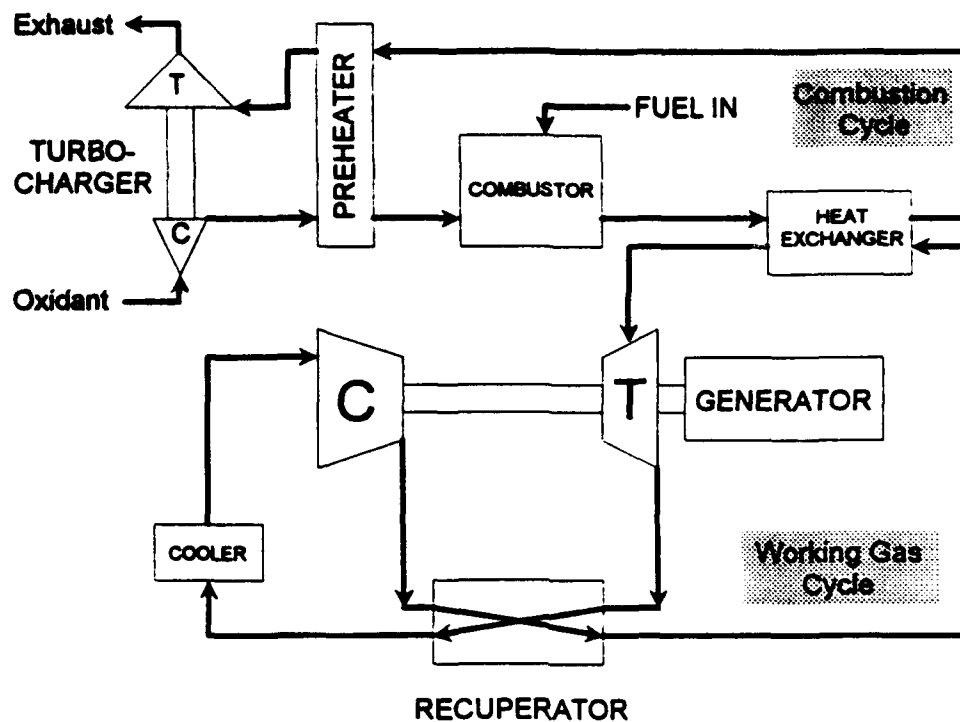 Exhaust
T
TURBO-
CHARGER
C
Oxidant
PREHEATER
FUEL IN
COMBUSTOR
Combustion
Cycle
HEAT
EXCHANGER
C
T
GENERATOR
COOLER
Working Gas
Cycle
RECUPERATOR